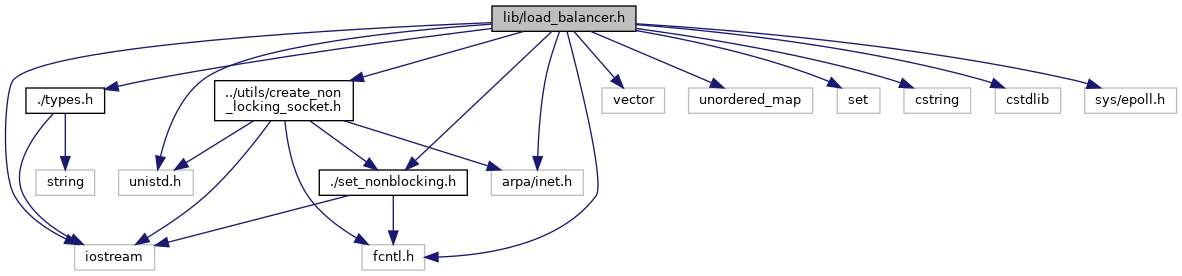 lib/load_balancer.h
./types.h
../utils/create_non
_locking_socket.h
vector
unordered_map
set
cstring
cstdlib
sys/epoll.h
string
unistd.h
./set_nonblocking.h
arpa/inet.h
iostream
fcntl.h